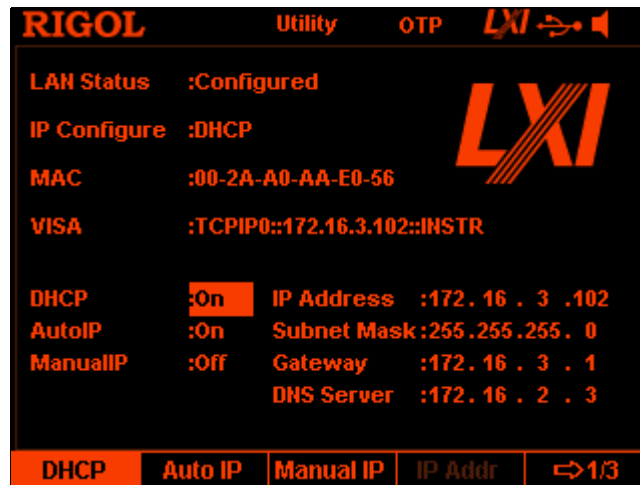 RIGOL Utility OTP LXI
LAN Status :Configured
LXI
IP Configure :DHCP
MAC :00-2A-A0-AA-E0-56
VISA :TCPIP0::172.16.3.102::INSTR
DHCP :On IP Address :172. 16 . 3 .102
AutoIP :On Subnet Mask:255.255.255. 0
ManualIP :Off Gateway :172. 16 . 3 . 1
DNS Server :172. 16 . 2 . 3
DHCP Auto IP Manual IP IP Addr ⇨1/3